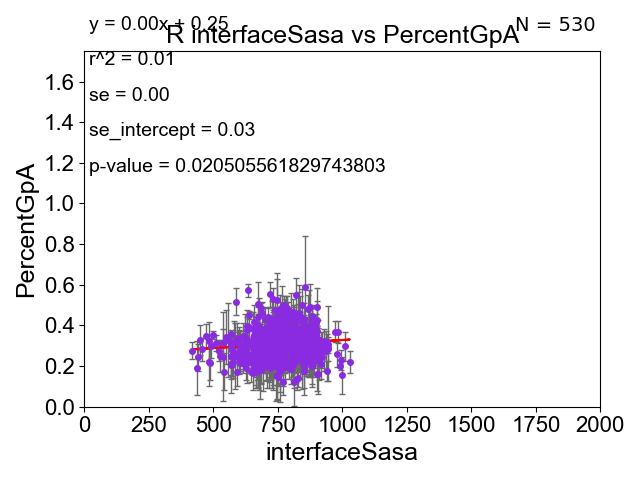 y = 0.00x + 0.25
N = 530
R interfaceSasa vs PercentGpA
r^2 = 0.01
se = 0.00
se_intercept = 0.03
p-value = 0.020505561829743803
PercentGpA
1.6
1.4
1.2
1.0
0.8
0.6
0.4
0.2
0.0
0 250 500 750 1000 1250 1500 1750 2000
interfaceSasa